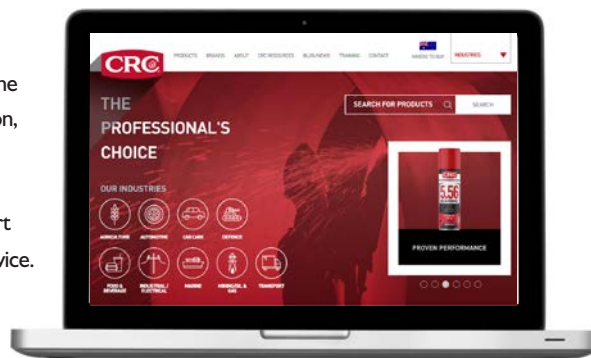 ne
on,
rt
vice.
CRC
PRODUCTS BRANDS ABOUT CRC RESOURCES BLOG/NEWS TRAINING CONTACT
WHERE TO BUY
INDUSTRIES
THE
PROFESSIONAL'S
CHOICE
SEARCH FOR PRODUCTS
SEARCH
OUR INDUSTRIES
AGRICULTURE AUTOMOTIVE CAR CARE DEFENCE
FOOD & BEVERAGE INDUSTRIAL / ELECTRICAL MARINE MINING/OIL & GAS TRANSPORT
CRC
5.56
PROVEN PERFORMANCE